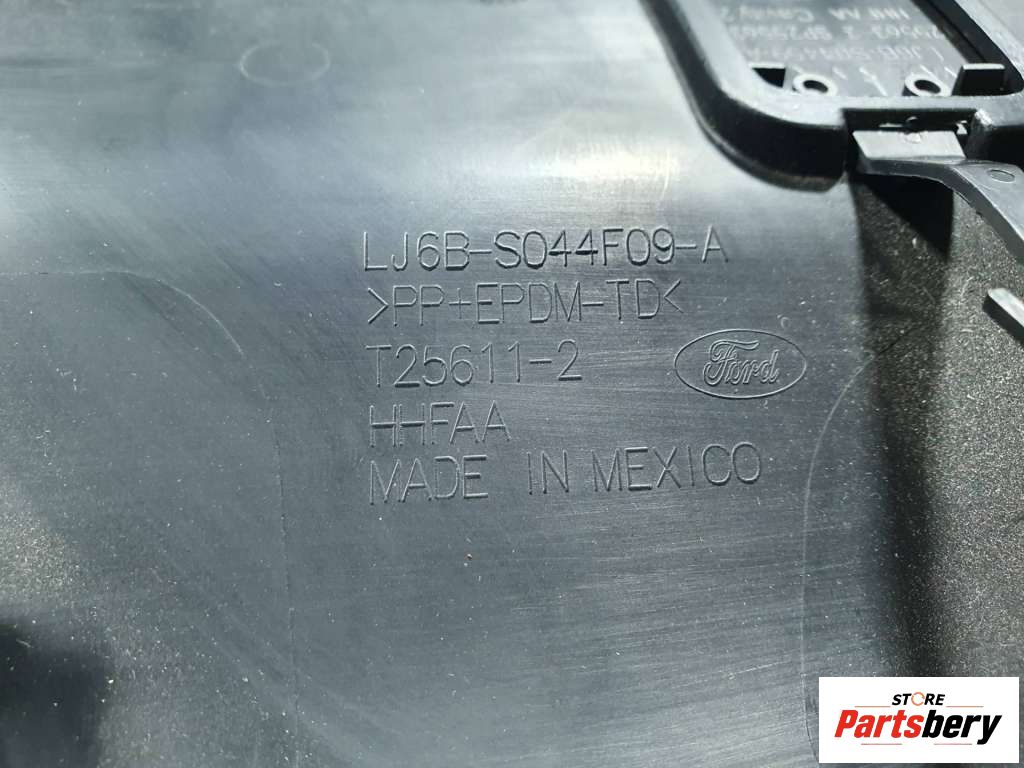 LJ6B-S044F09-A
>PP+EPDM-TD<
T25611-2
Ford
HHFAA
MADE IN MEXICO
STORE
Partsbery